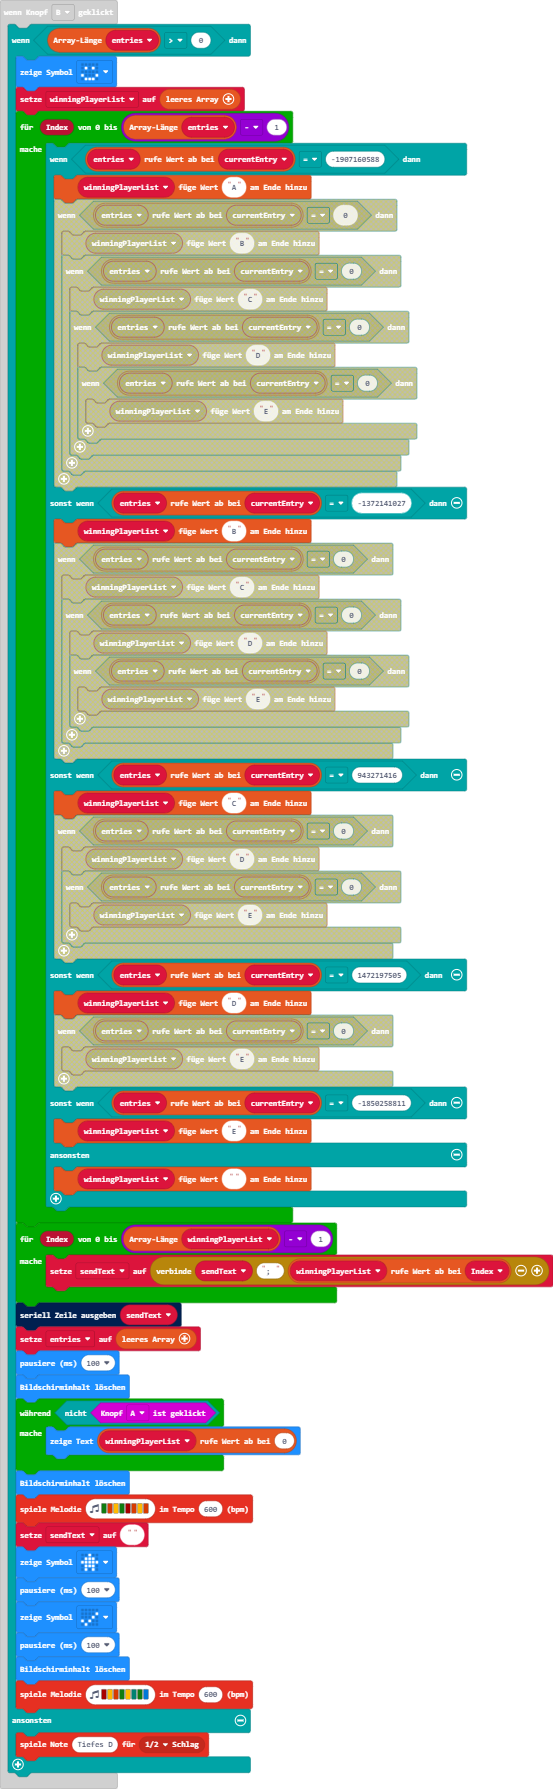 wenn Knopf B geklickt
wenn Array-Länge entries > 0 dann
zeige Symbol
setze winningPlayerList auf leeres Array
für Index von 0 bis Array-Länge entries - 1
mache
wenn entries rufe Wert ab bei currentEntry = -1907160588 dann
winningPlayerList füge Wert "A" am Ende hinzu
wenn entries rufe Wert ab bei currentEntry = 0 dann
winningPlayerList füge Wert "B" am Ende hinzu
wenn entries rufe Wert ab bei currentEntry = 0 dann
winningPlayerList füge Wert "C" am Ende hinzu
wenn entries rufe Wert ab bei currentEntry = 0 dann
winningPlayerList füge Wert "D" am Ende hinzu
wenn entries rufe Wert ab bei currentEntry = 0 dann
winningPlayerList füge Wert "E" am Ende hinzu
sonst wenn entries rufe Wert ab bei currentEntry = -1372141027 dann
winningPlayerList füge Wert "B" am Ende hinzu
wenn entries rufe Wert ab bei currentEntry = 0 dann
winningPlayerList füge Wert "C" am Ende hinzu
wenn entries rufe Wert ab bei currentEntry = 0 dann
winningPlayerList füge Wert "D" am Ende hinzu
wenn entries rufe Wert ab bei currentEntry = 0 dann
winningPlayerList füge Wert "E" am Ende hinzu
sonst wenn entries rufe Wert ab bei currentEntry = 943271416 dann
winningPlayerList füge Wert "C" am Ende hinzu
wenn entries rufe Wert ab bei currentEntry = 0 dann
winningPlayerList füge Wert "D" am Ende hinzu
wenn entries rufe Wert ab bei currentEntry = 0 dann
winningPlayerList füge Wert "E" am Ende hinzu
sonst wenn entries rufe Wert ab bei currentEntry = 1472197505 dann
winningPlayerList füge Wert "D" am Ende hinzu
wenn entries rufe Wert ab bei currentEntry = 0 dann
winningPlayerList füge Wert "E" am Ende hinzu
sonst wenn entries rufe Wert ab bei currentEntry = -1850258811 dann
winningPlayerList füge Wert "E" am Ende hinzu
ansonsten
winningPlayerList füge Wert " " am Ende hinzu
für Index von 0 bis Array-Länge winningPlayerList - 1
mache
setze sendText auf verbinde sendText ";" winningPlayerList rufe Wert ab bei Index
seriell Zeile ausgeben sendText
setze entries auf leeres Array
pausiere (ms) 100
Bildschirminhalt löschen
während nicht Knopf A ist geklickt
mache
zeige Text winningPlayerList rufe Wert ab bei 0
Bildschirminhalt löschen
spiele Melodie im Tempo 600 (bpm)
setze sendText auf " "
zeige Symbol
pausiere (ms) 100
zeige Symbol
pausiere (ms) 100
Bildschirminhalt löschen
spiele Melodie im Tempo 600 (bpm)
ansonsten
spiele Note Tiefes D für 1/2 Schlag